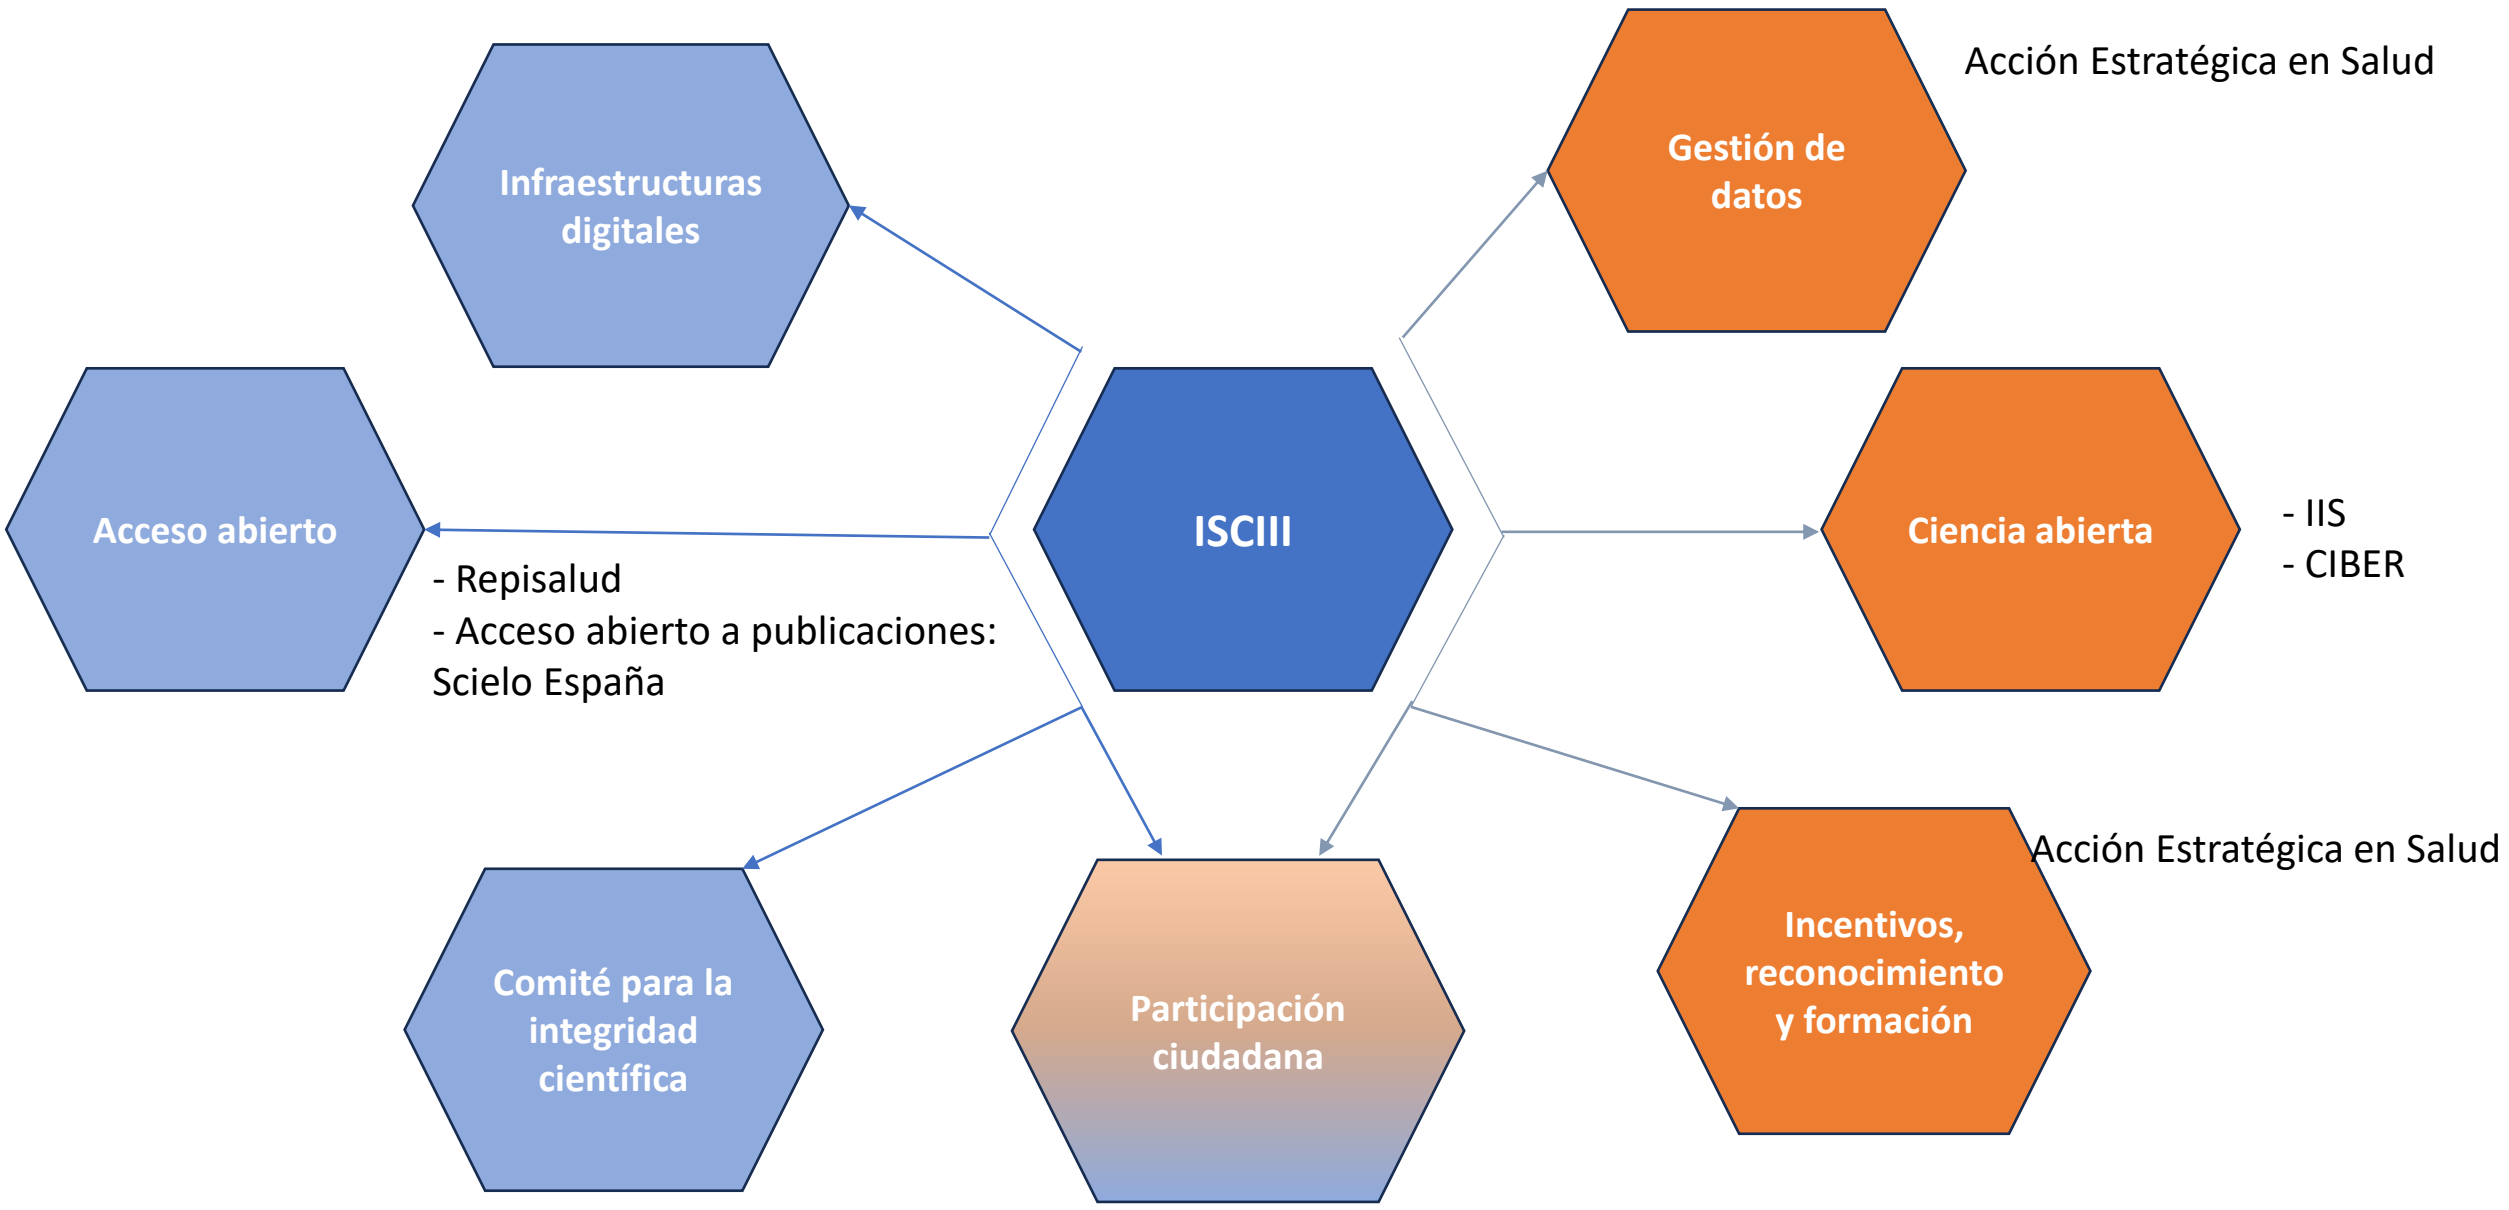 Acción Estratégica en Salud
Gestión de
datos
Infraestructuras
digitales
Acceso abierto
ISCIII
Ciencia abierta
- IIS
- CIBER
- Repisalud
- Acceso abierto a publicaciones:
Scielo España
Acción Estratégica en Salud
Incentivos,
reconocimiento
y formación
Comité para la
integridad
científica
Participación
ciudadana